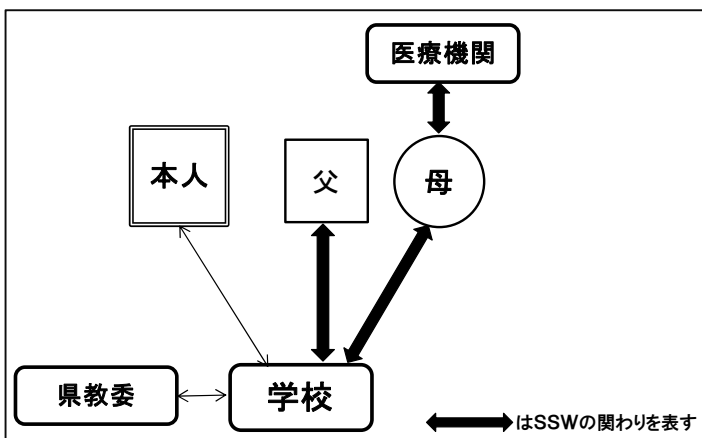 医療機関
本人
父
母
県教委
学校
はSSWの関わりを表す